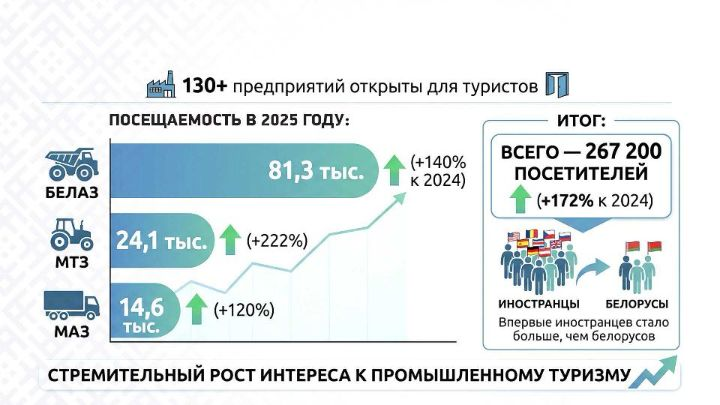 130+ предприятий открыты для туристов
ПОСЕЩАЕМОСТЬ В 2025 ГОДУ:
БЕЛАЗ
81,3 тыс.
(+140%
к 2024)
МТЗ
24,1 тыс.
(+222%)
МАЗ
14,6
тыс.
(+120%)
ИТОГ:
ВСЕГО — 267 200
ПОСЕТИТЕЛЕЙ
(+172% к 2024)
ИНОСТРАНЦЫ
БЕЛОРУСЫ
Впервые иностранцев стало
больше, чем белорусов
СТРЕМИТЕЛЬНЫЙ РОСТ ИНТЕРЕСА К ПРОМЫШЛЕННОМУ ТУРИЗМУ